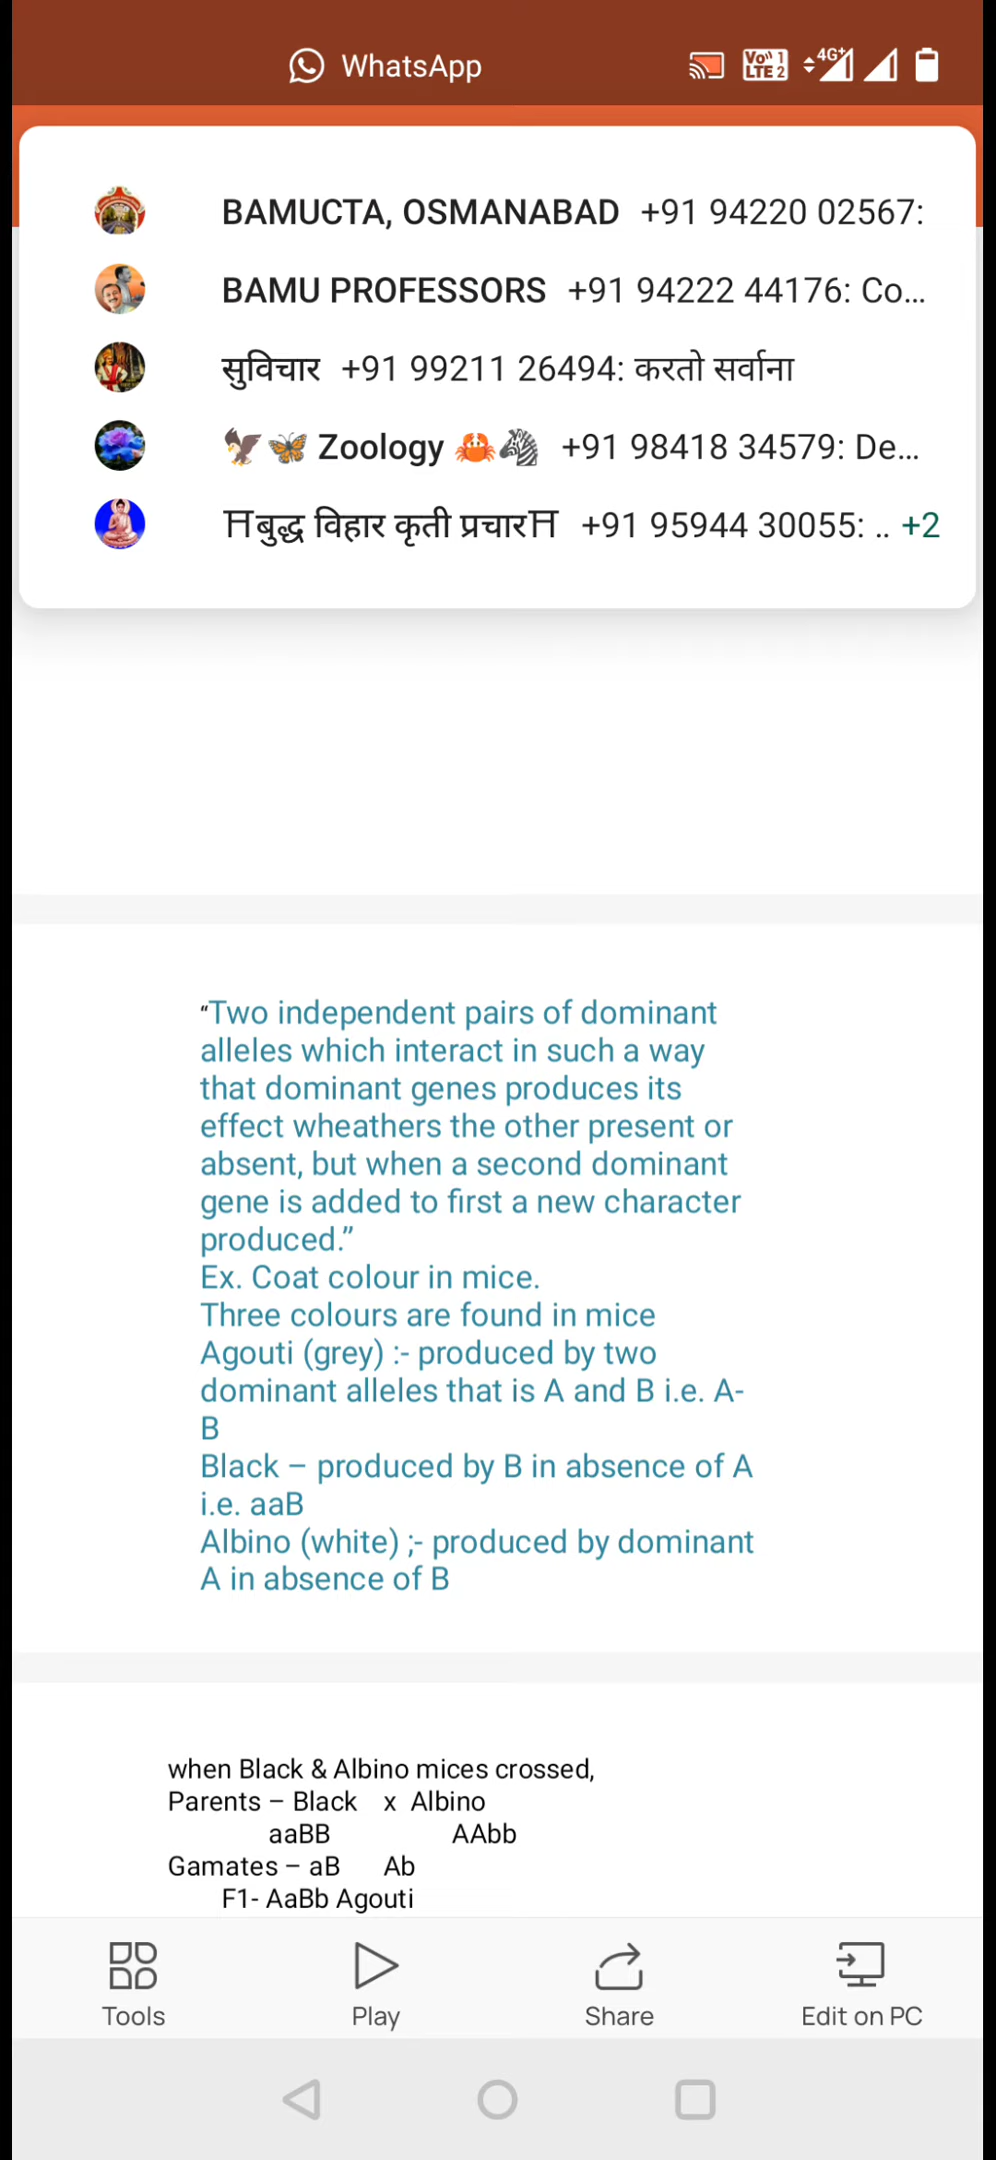 WhatsApp
Vo)) 1
LTE 2
4G+
BAMUCTA, OSMANABAD +91 94220 02567:
BAMU PROFESSORS +91 94222 44176: Co...
सुविचार +91 99211 26494: करतो सर्वाना
🦅🦋 Zoology 🦀🦓 +91 98418 34579: De...
⛩बुद्ध विहार कृती प्रचार⛩ +91 95944 30055: .. +2
“Two independent pairs of dominant
alleles which interact in such a way
that dominant genes produces its
effect wheathers the other present or
absent, but when a second dominant
gene is added to first a new character
produced.”
Ex. Coat colour in mice.
Three colours are found in mice
Agouti (grey) :- produced by two
dominant alleles that is A and B i.e. A-
B
Black – produced by B in absence of A
i.e. aaB
Albino (white) ;- produced by dominant
A in absence of B
when Black & Albino mices crossed,
Parents – Black x Albino
aaBB AAbb
Gamates – aB Ab
F1- AaBb Agouti
Tools Play Share Edit on PC